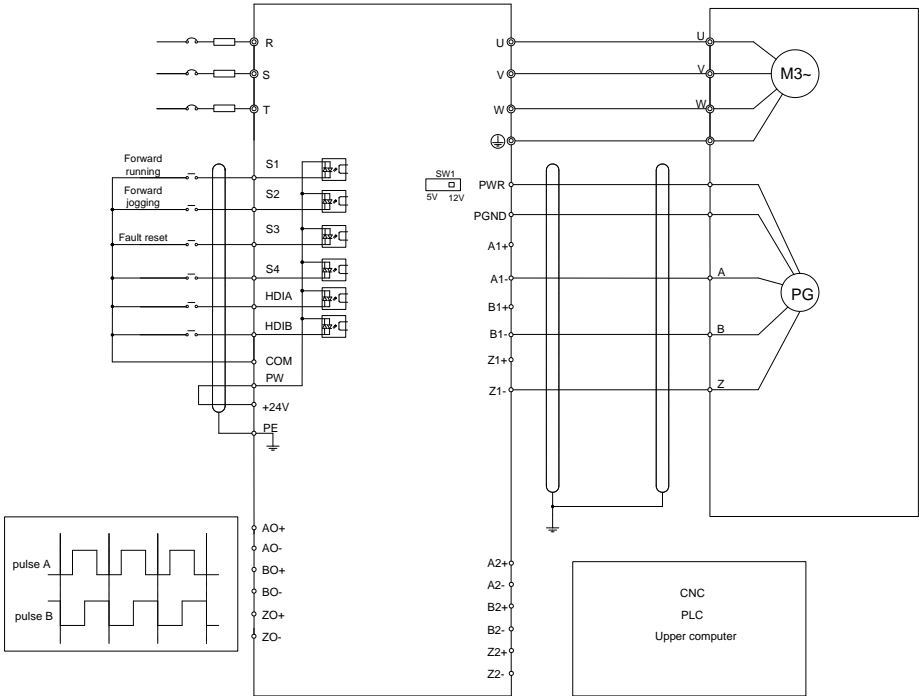 R
S
T
Forward
running
Forward
jogging
Fault reset
S1
S2
S3
S4
HDIA
HDIB
COM
PW
+24V
PE
SW1
5V 12V
U
V
W
PWR
PGND
A1+
A1-
B1+
B1-
Z1+
Z1-
U
V
W
M3~
A
B
Z
PG
pulse A
pulse B
AO+
AO-
BO+
BO-
ZO+
ZO-
A2+
A2-
B2+
B2-
Z2+
Z2-
CNC
PLC
Upper computer